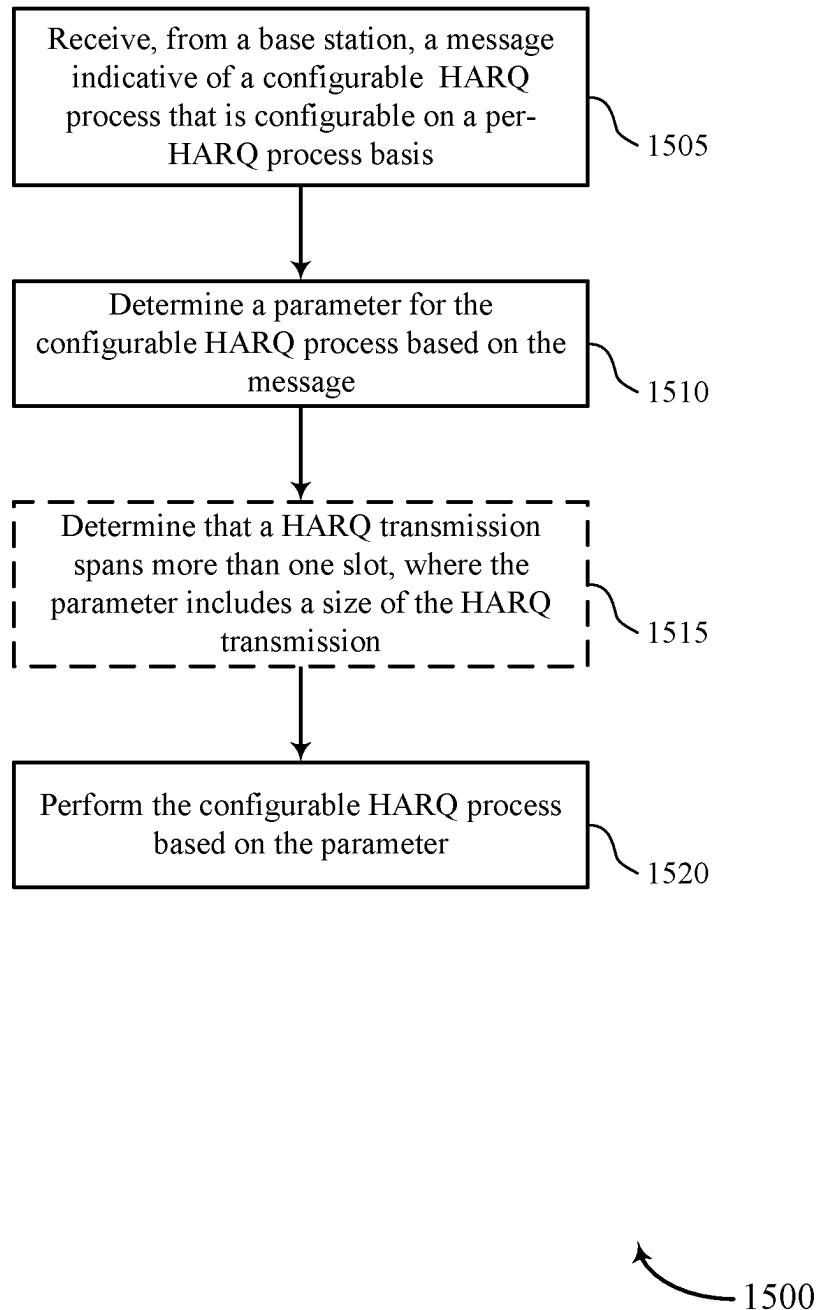 Receive, from a base station, a message
indicative of a configurable HARQ
process that is configurable on a per-
HARQ process basis
1505
Determine a parameter for the
configurable HARQ process based on the
message
1510
Determine that a HARQ transmission
spans more than one slot, where the
parameter includes a size of the HARQ
transmission
1515
Perform the configurable HARQ process
based on the parameter
1520
1500